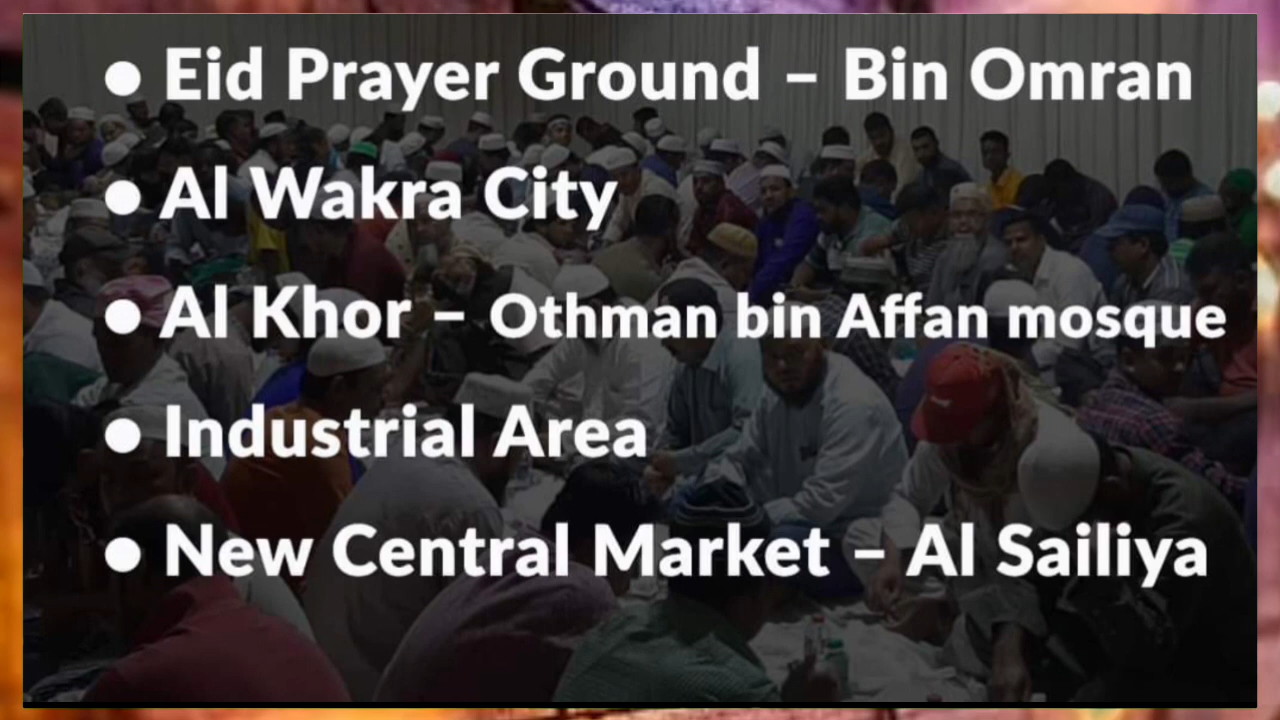 • Eid Prayer Ground – Bin Omran
• Al Wakra City
• Al Khor – Othman bin Affan mosque
• Industrial Area
• New Central Market – Al Sailiya